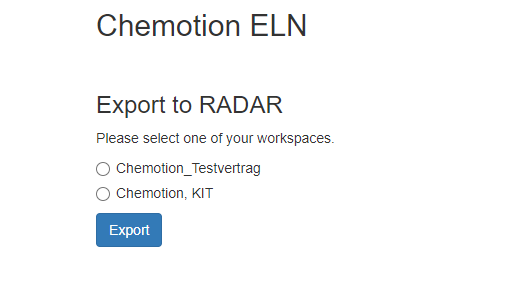 Chemotion ELN
Export to RADAR
Please select one of your workspaces.
Chemotion_Testvertrag
Chemotion, KIT
Export